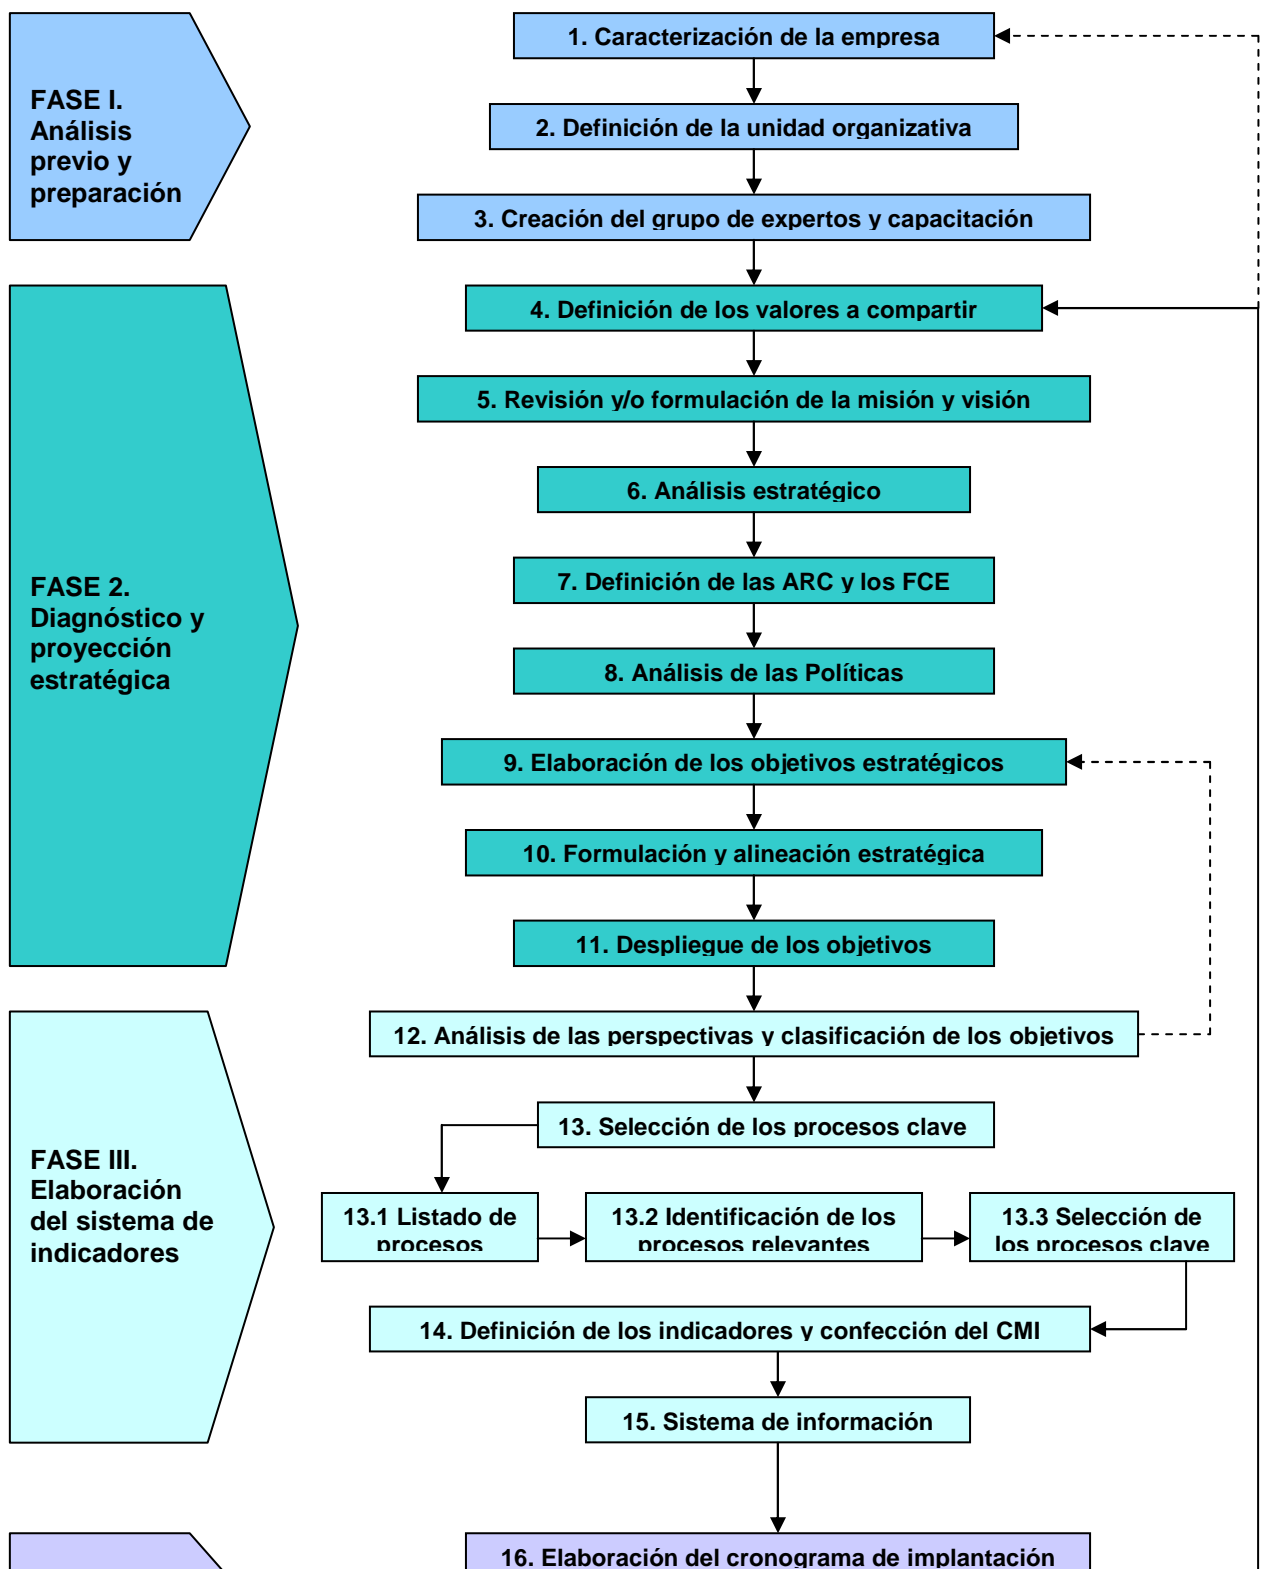 FASE I.
Análisis
previo y
preparación
1. Caracterización de la empresa
2. Definición de la unidad organizativa
3. Creación del grupo de expertos y capacitación
FASE 2.
Diagnóstico y
proyección
estratégica
4. Definición de los valores a compartir
5. Revisión y/o formulación de la misión y visión
6. Análisis estratégico
7. Definición de las ARC y los FCE
8. Análisis de las Políticas
9. Elaboración de los objetivos estratégicos
10. Formulación y alineación estratégica
11. Despliegue de los objetivos
FASE III.
Elaboración
del sistema de
indicadores
12. Análisis de las perspectivas y clasificación de los objetivos
13. Selección de los procesos clave
13.1 Listado de
procesos
13.2 Identificación de los
procesos relevantes
13.3 Selección de
los procesos clave
14. Definición de los indicadores y confección del CMI
15. Sistema de información
16. Elaboración del cronograma de implantación